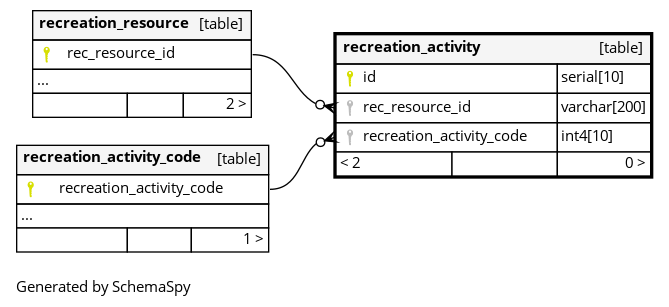 recreation_resource [table]
rec_resource_id
...
2 >
recreation_activity_code [table]
recreation_activity_code
...
1 >
recreation_activity [table]
id serial[10]
rec_resource_id varchar[200]
recreation_activity_code int4[10]
< 2 0 >
Generated by SchemaSpy